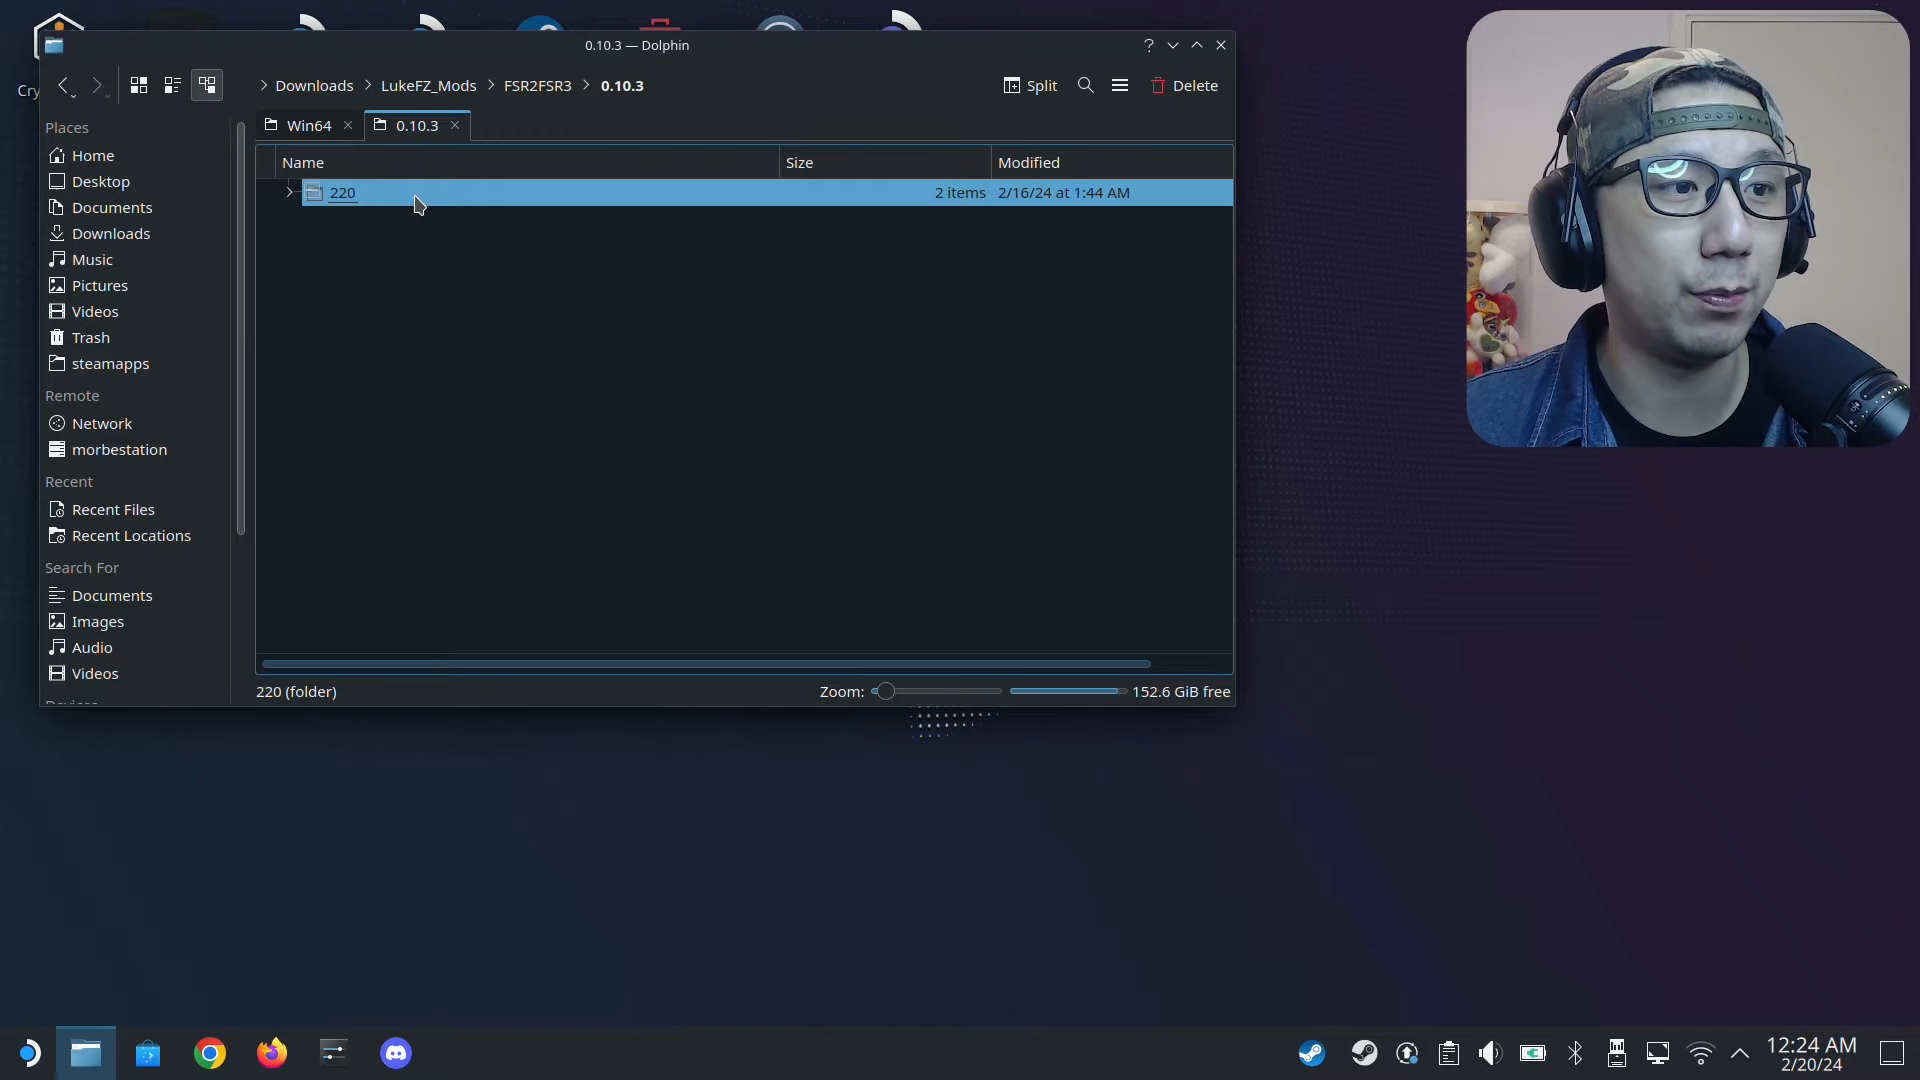 Cry
0.10.3 — Dolphin
Downloads
LukeFZ_Mods
FSR2FSR3
0.10.3
Split
Delete
Win64
0.10.3
Places
Home
Desktop
Documents
Downloads
Music
Pictures
Videos
Trash
steamapps
Remote
Network
morbestation
Recent
Recent Files
Recent Locations
Search For
Documents
Images
Audio
Videos
Name
Size
Modified
220
2 items
2/16/24 at 1:44 AM
220 (folder)
Zoom:
152.6 GiB free
12:24 AM
2/20/24